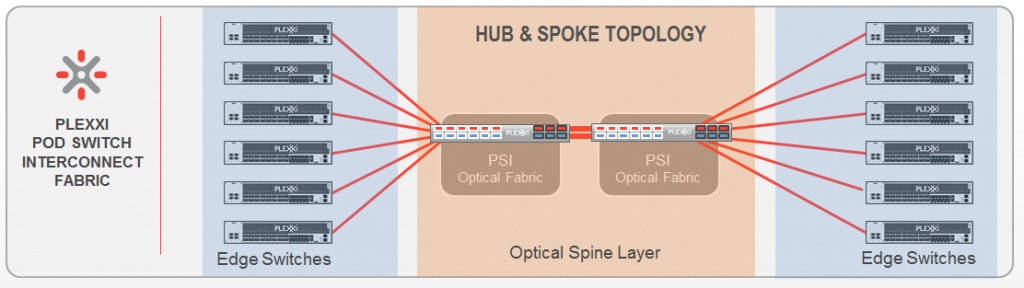 PLEXXI
POD SWITCH
INTERCONNECT
FABRIC
PLEXXI
PLEXXI
PLEXXI
PLEXXI
PLEXXI
PLEXXI
Edge Switches
HUB & SPOKE TOPOLOGY
PLEXXI
PSI
Optical Fabric
PLEXXI
PSI
Optical Fabric
Optical Spine Layer
PLEXXI
PLEXXI
PLEXXI
PLEXXI
PLEXXI
PLEXXI
Edge Switches